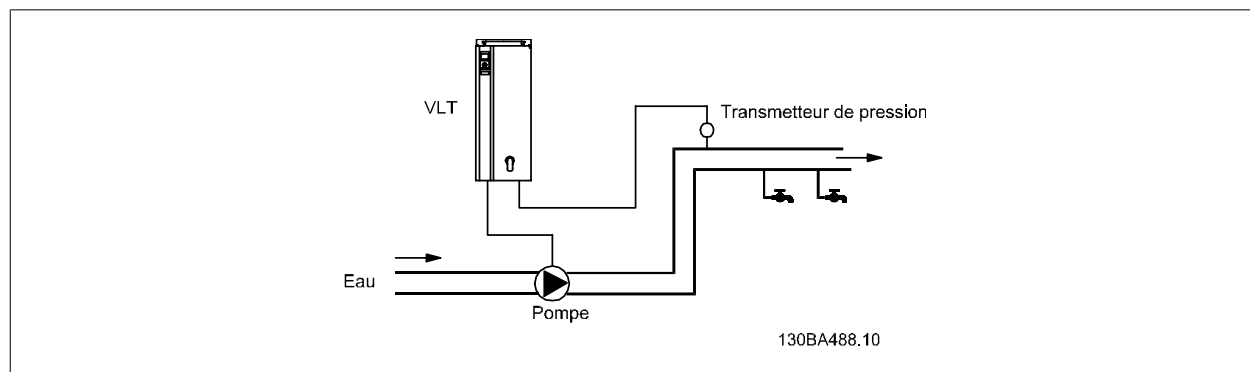 VLT
Transmetteur de pression
Eau
Pompe
130BA488.10